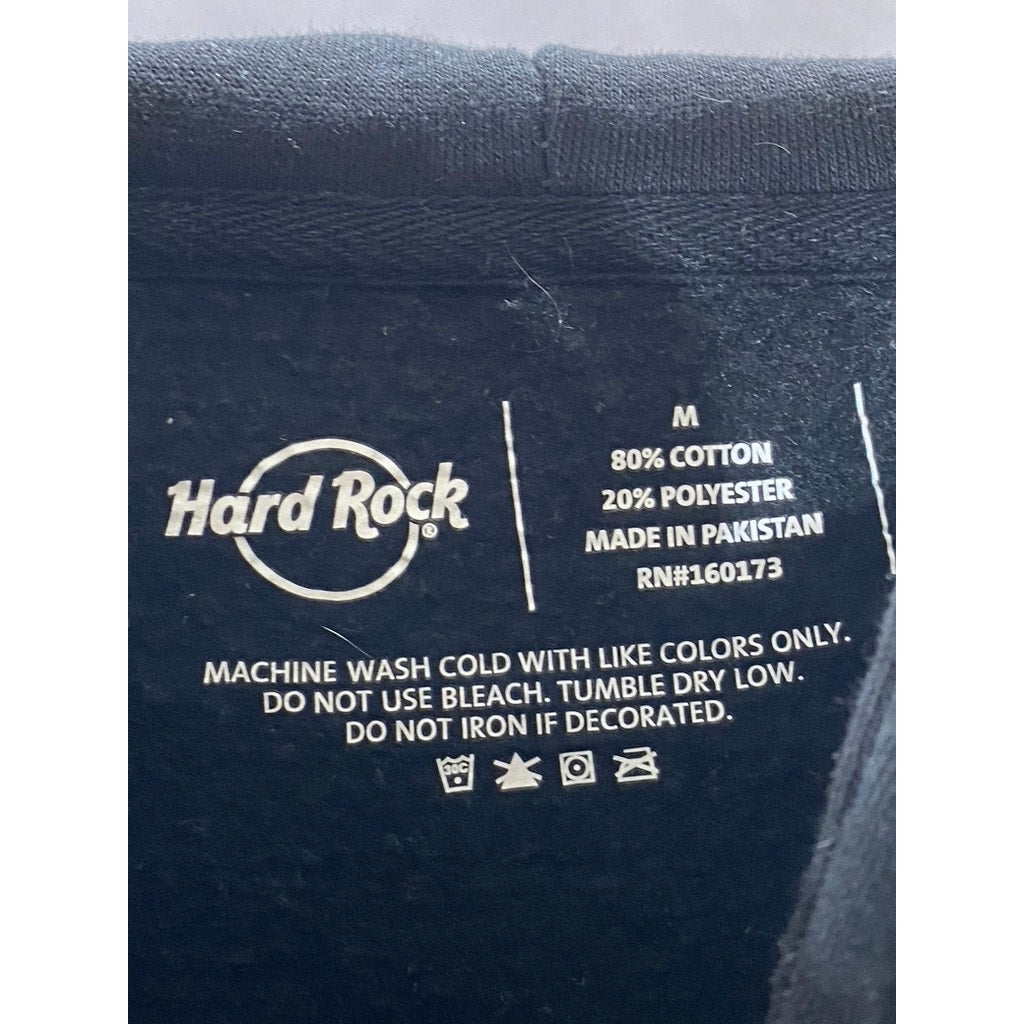 Hard Rock®
M
80% COTTON
20% POLYESTER
MADE IN PAKISTAN
RN#160173
MACHINE WASH COLD WITH LIKE COLORS ONLY.
DO NOT USE BLEACH. TUMBLE DRY LOW.
DO NOT IRON IF DECORATED.
30C